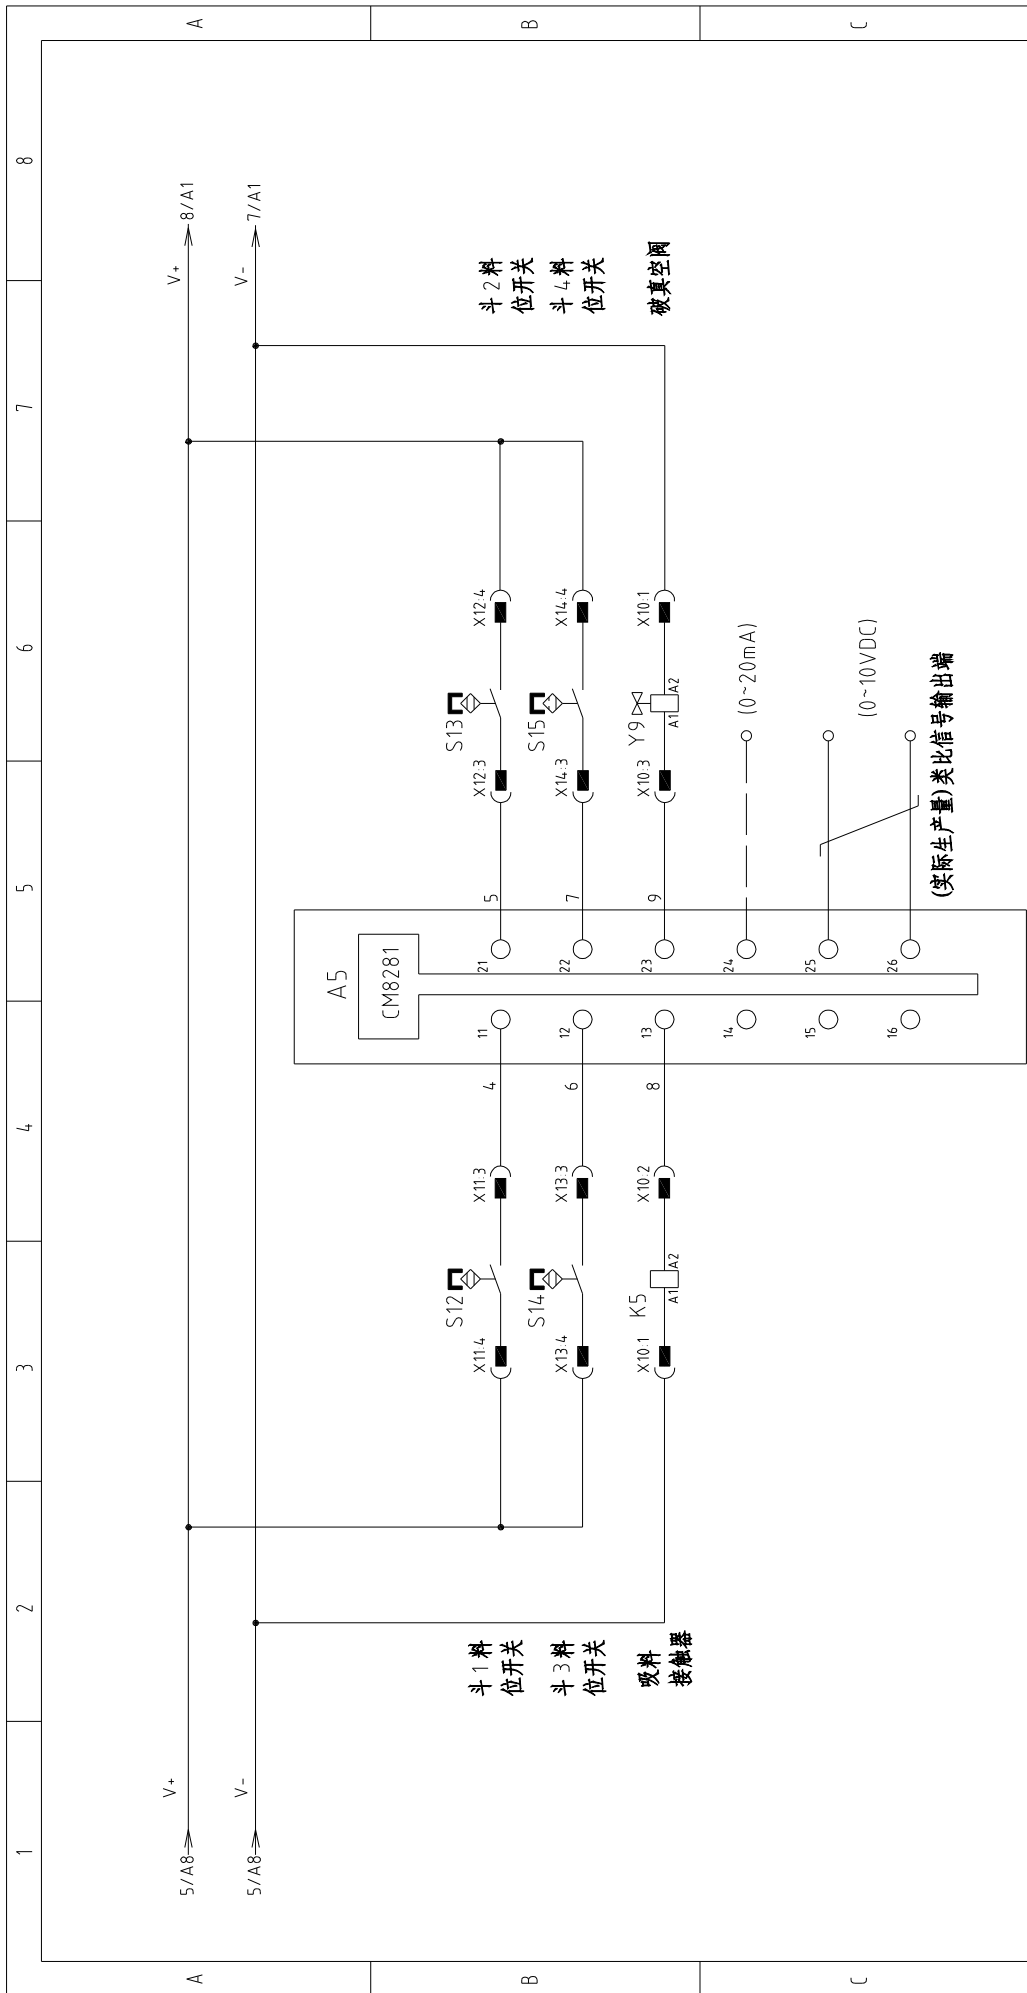 1
2
3
4
5
6
7
8
A
A
5/A8
V+
V+
8/A1
5/A8
V-
V-
7/A1
A5
CM8281
B
B
斗1料
位开关
X11:4
S12
X11:3
4
11
21
5
X12:3
S13
X12:4
斗2料
位开关
斗3料
位开关
X13:4
S14
X13:3
6
12
22
7
X14:3
S15
X14:4
斗4料
位开关
吸料
接触器
X10:1
K5
A1
A2
X10:2
8
13
23
9
X10:3
Y9
A1
A2
X10:1
破真空阀
14
24
(0~20mA)
C
C
15
25
(0~10VDC)
16
26
(实际生产量)类比信号输出端